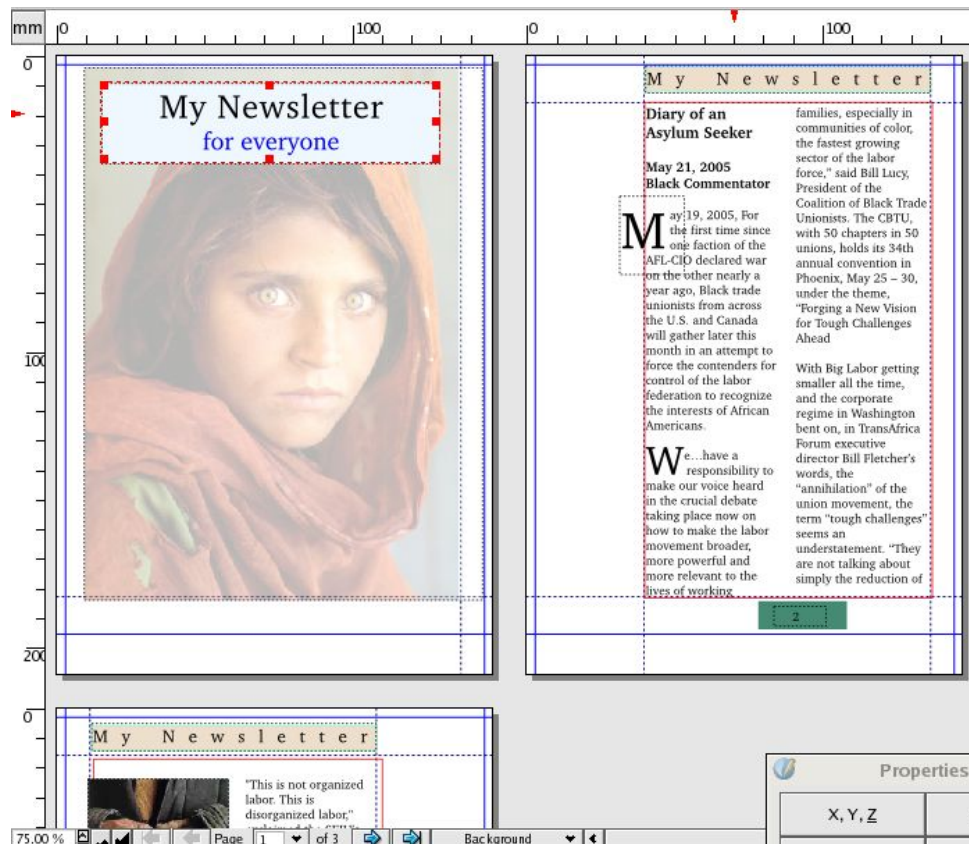 mm
0
100
0
100
0
100
200
My Newsletter
for everyone
My Newsletter
Diary of an
Asylum Seeker
May 21, 2005
Black Commentator
May 19, 2005, For
the first time since
one faction of the
AFL-CIO declared war
on the other nearly a
year ago, Black trade
unionists from across
the U.S. and Canada
will gather later this
month in an attempt to
force the contenders for
control of the labor
federation to recognize
the interests of African
Americans.
We…have a
responsibility to
make our voice heard
in the crucial debate
taking place now on
how to make the labor
movement broader,
more powerful and
more relevant to the
lives of working
families, especially in
communities of color,
the fastest growing
sector of the labor
force,” said Bill Lucy,
President of the
Coalition of Black Trade
Unionists. The CBTU,
with 50 chapters in 50
unions, holds its 34th
annual convention in
Phoenix, May 25 – 30,
under the theme,
“Forging a New Vision
for Tough Challenges
Ahead
With Big Labor getting
smaller all the time,
and the corporate
regime in Washington
bent on, in TransAfrica
Forum executive
director Bill Fletcher’s
words, the
“annihilation” of the
union movement, the
term “tough challenges”
seems an
understatement. “They
are not talking about
simply the reduction of
2
0
My Newsletter
"This is not organized
labor. This is
disorganized labor,"
Properties
X, Y, Z
75.00 %
Page 1 of 3
Background